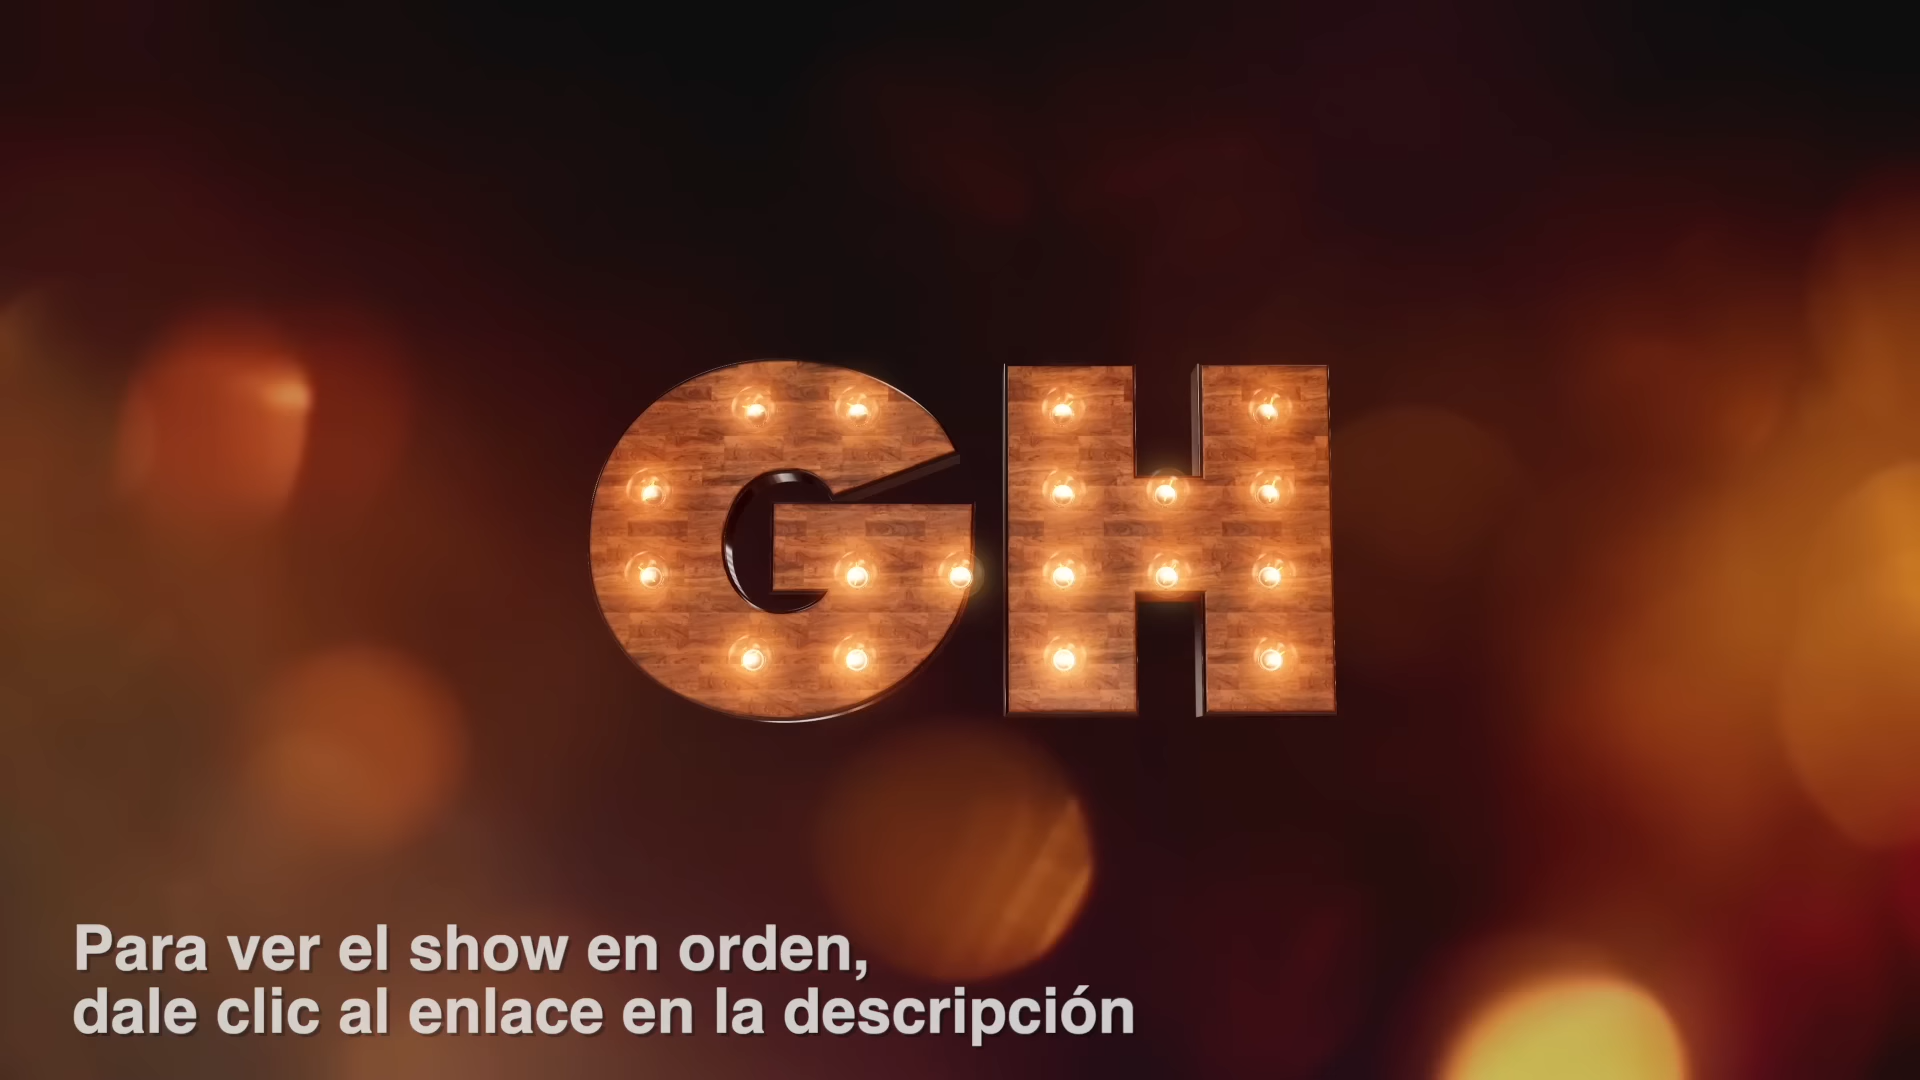 GH
Para ver el show en orden,
dale clic al enlace en la descripción